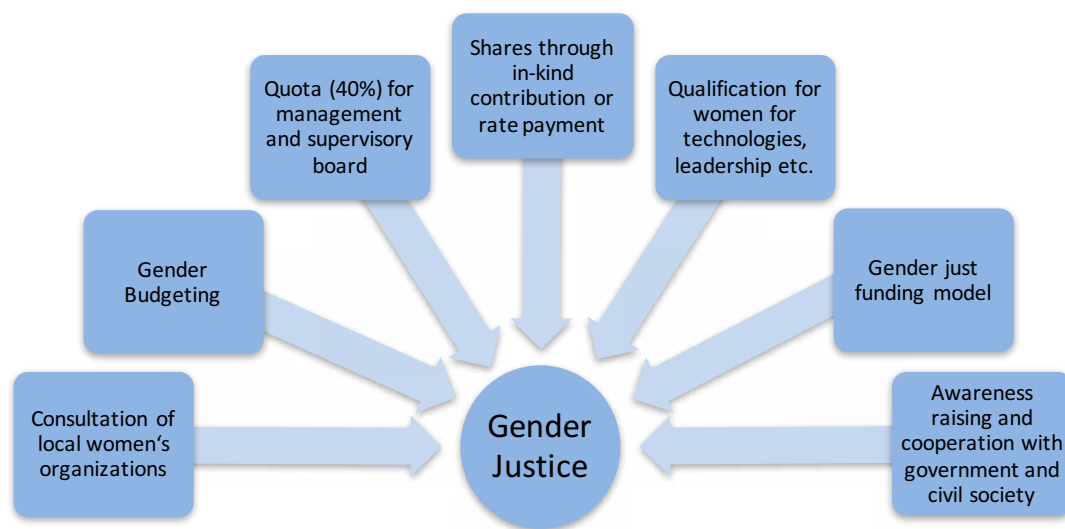 Shares through
in-kind
contribution or
rate payment
Quota (40%) for
management
and supervisory
board
Qualification for
women for
technologies,
leadership etc.
Gender
Budgeting
Gender just
funding model
Consultation of
local women‘s
organizations
Gender
Justice
Awareness
raising and
cooperation with
government and
civil society